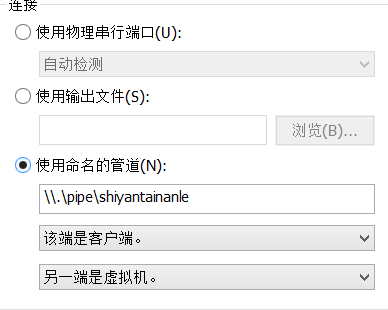 连接
使用物理串行端口(U):
自动检测
使用输出文件(S):
浏览(B)...
使用命名的管道(N):
\\.\pipe\shiyantainanle
该端是客户端。
另一端是虚拟机。